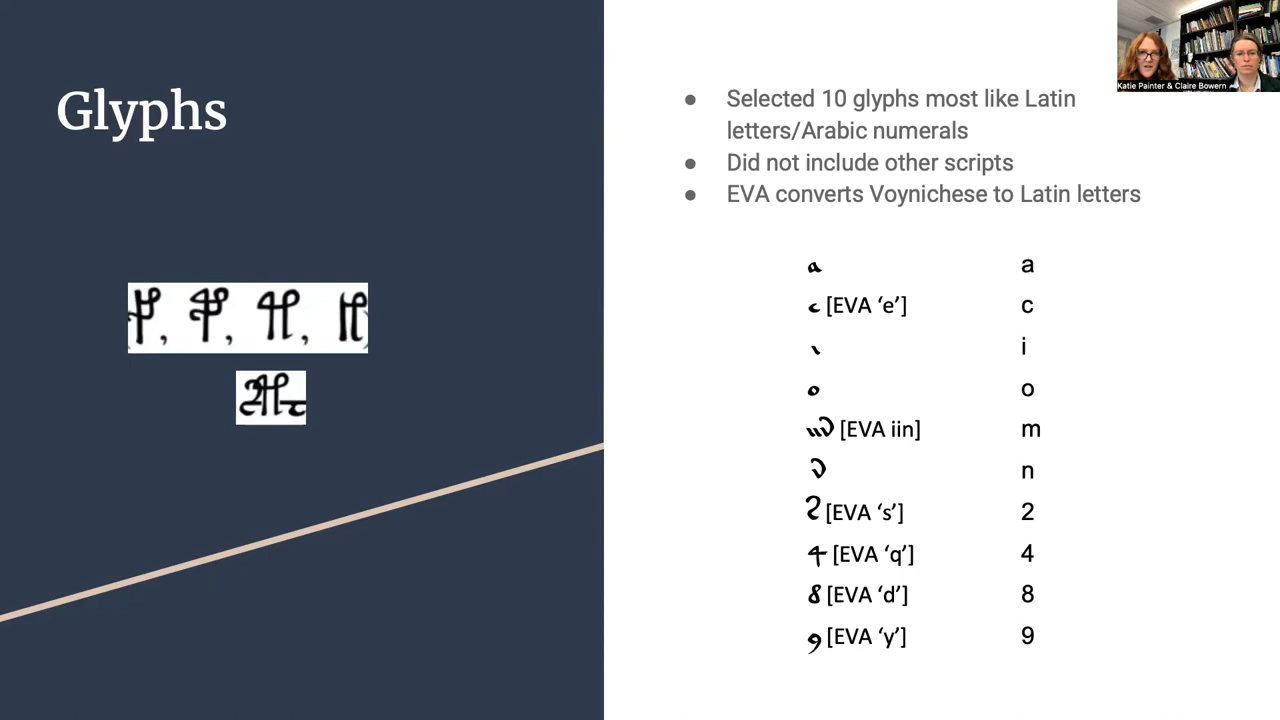 Glyphs
Katie Painter & Claire Bowern
● Selected 10 glyphs most like Latin
letters/Arabic numerals
● Did not include other scripts
● EVA converts Voynichese to Latin letters
a
[EVA ‘e’] c
i
o
[EVA iin] m
n
[EVA ‘s’] 2
[EVA ‘q’] 4
[EVA ‘d’] 8
[EVA ‘y’] 9